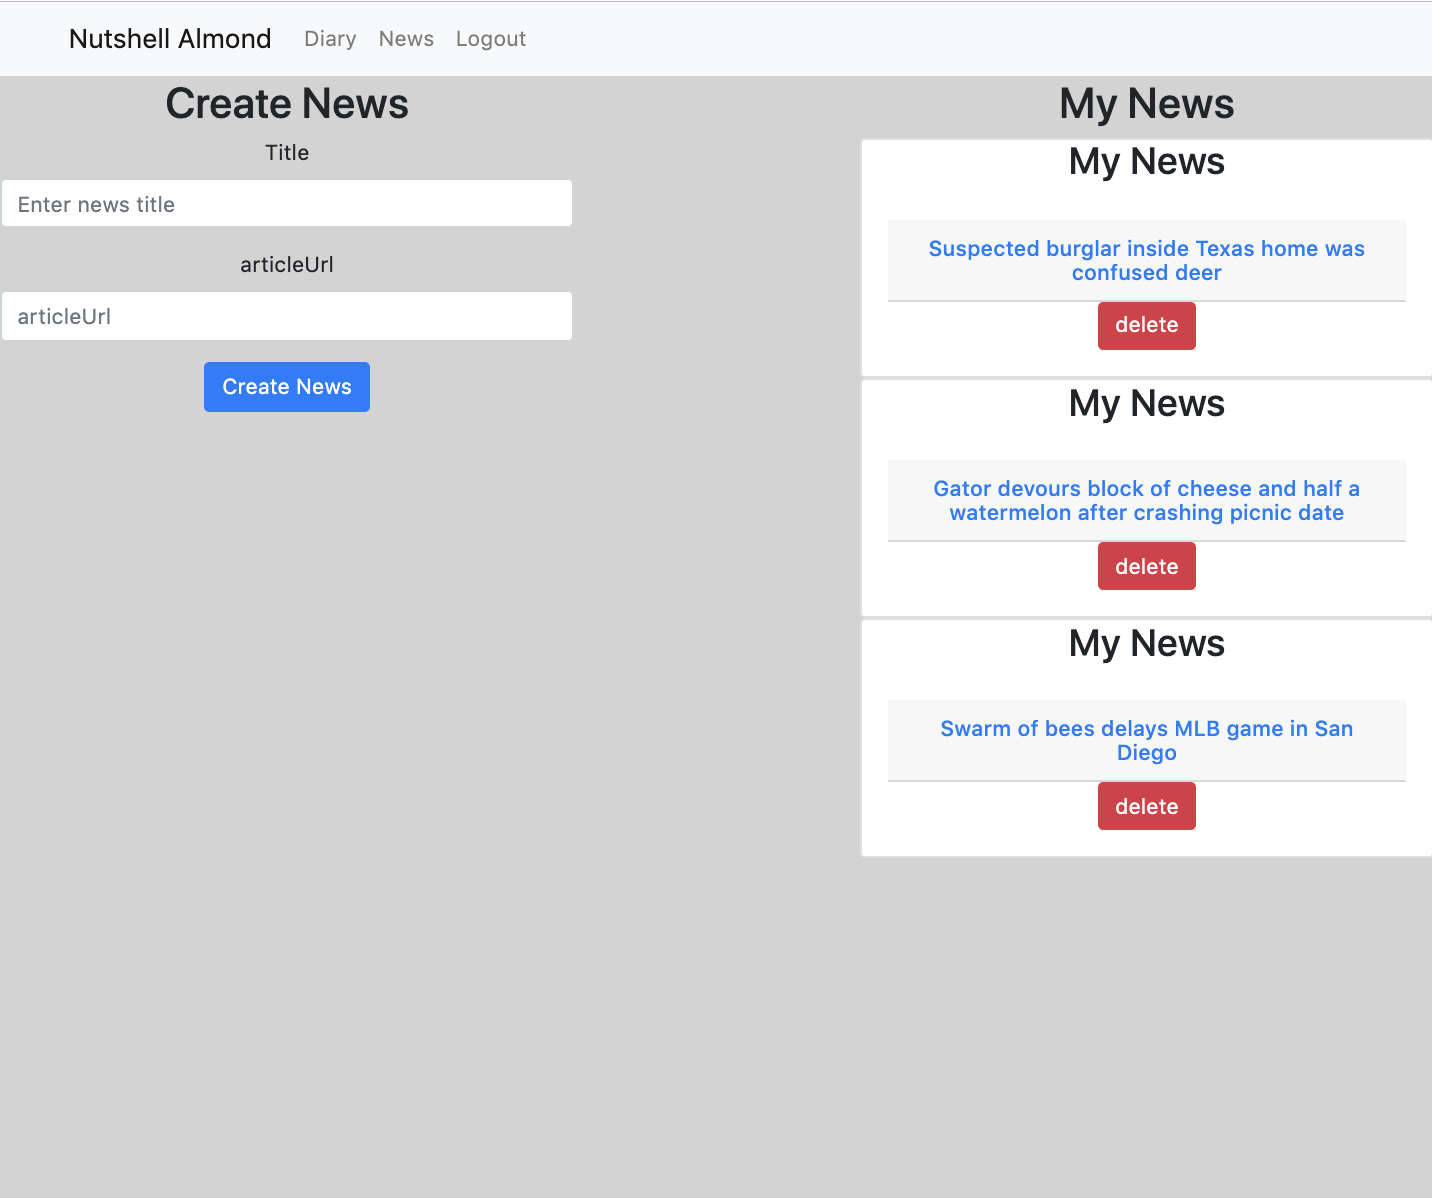 Nutshell Almond Diary News Logout
Create News
Title
Enter news title
articleUrl
articleUrl
Create News
My News
My News
Suspected burglar inside Texas home was
confused deer
delete
My News
Gator devours block of cheese and half a
watermelon after crashing picnic date
delete
My News
Swarm of bees delays MLB game in San
Diego
delete